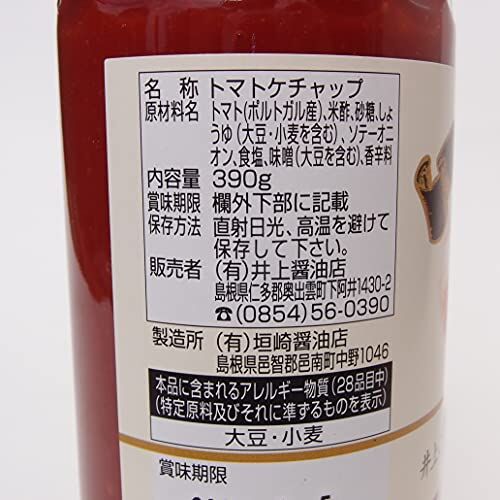 名称 トマトケチャップ
原材料名 トマト(ポルトガル産)、米酢、砂糖、しょ
うゆ(大豆・小麦を含む)、ソテーオニ
オン、食塩、味噌(大豆を含む)、香辛料
内容量 390g
賞味期限 欄外下部に記載
保存方法 直射日光、高温を避けて
保存して下さい。
販売者 (有)井上醤油店
島根県仁多郡奥出雲町下阿井1430-2
☎(0854)56-0390
製造所 (有)垣崎醤油店
島根県邑智郡邑南町中野1046
本品に含まれるアレルギー物質(28品目中)
(特定原料及びそれに準ずるものを表示)
大豆・小麦
賞味期限
井上